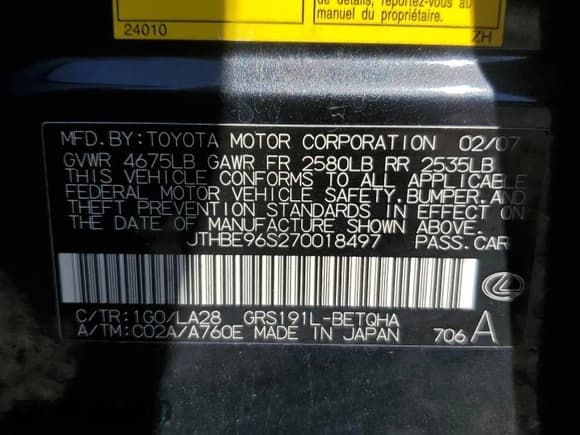 de détails, reportez-vous au
manuel du propriétaire.
24010 ZH
MFD.BY:TOYOTA MOTOR CORPORATION 02/07
GVWR 4675LB GAWR FR 2580LB RR 2535LB
THIS VEHICLE CONFORMS TO ALL APPLICABLE
FEDERAL MOTOR VEHICLE SAFETY,BUMPER,AND
THEFT PREVENTION STANDARDS IN EFFECT ON
THE DATE OF MANUFACTURE SHOWN ABOVE.
JTHBE96S270018497 PASS.CAR
C/TR:1G0/LA28 GRS191L-BETQHA
A/TM:C02A/A760E MADE IN JAPAN 706 A